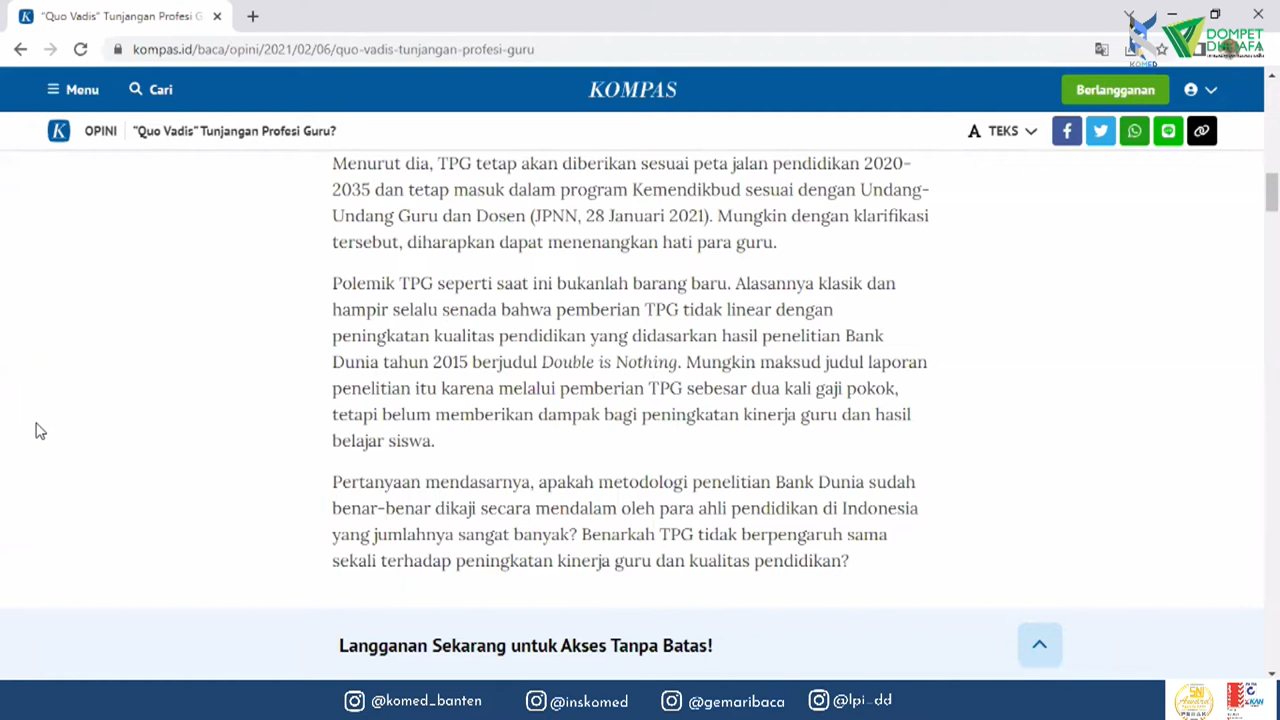 "Quo Vadis" Tunjangan Profesi G
kompas.id/baca/opini/2021/02/06/quo-vadis-tunjangan-profesi-guru
DOMPET
DHUAFA
KOMED
Menu
Cari
KOMPAS
Berlangganan
OPINI
"Quo Vadis" Tunjangan Profesi Guru?
A TEKS
Menurut dia, TPG tetap akan diberikan sesuai peta jalan pendidikan 2020-
2035 dan tetap masuk dalam program Kemendikbud sesuai dengan Undang-
Undang Guru dan Dosen (JPNN, 28 Januari 2021). Mungkin dengan klarifikasi
tersebut, diharapkan dapat menenangkan hati para guru.
Polemik TPG seperti saat ini bukanlah barang baru. Alasannya klasik dan
hampir selalu senada bahwa pemberian TPG tidak linear dengan
peningkatan kualitas pendidikan yang didasarkan hasil penelitian Bank
Dunia tahun 2015 berjudul Double is Nothing. Mungkin maksud judul laporan
penelitian itu karena melalui pemberian TPG sebesar dua kali gaji pokok,
tetapi belum memberikan dampak bagi peningkatan kinerja guru dan hasil
belajar siswa.
Pertanyaan mendasarnya, apakah metodologi penelitian Bank Dunia sudah
benar-benar dikaji secara mendalam oleh para ahli pendidikan di Indonesia
yang jumlahnya sangat banyak? Benarkah TPG tidak berpengaruh sama
sekali terhadap peningkatan kinerja guru dan kualitas pendidikan?
Langganan Sekarang untuk Akses Tanpa Batas!
@komed_banten
@inskomed
@gemaribaca
@lpi_dd
SNI
Award
KAN